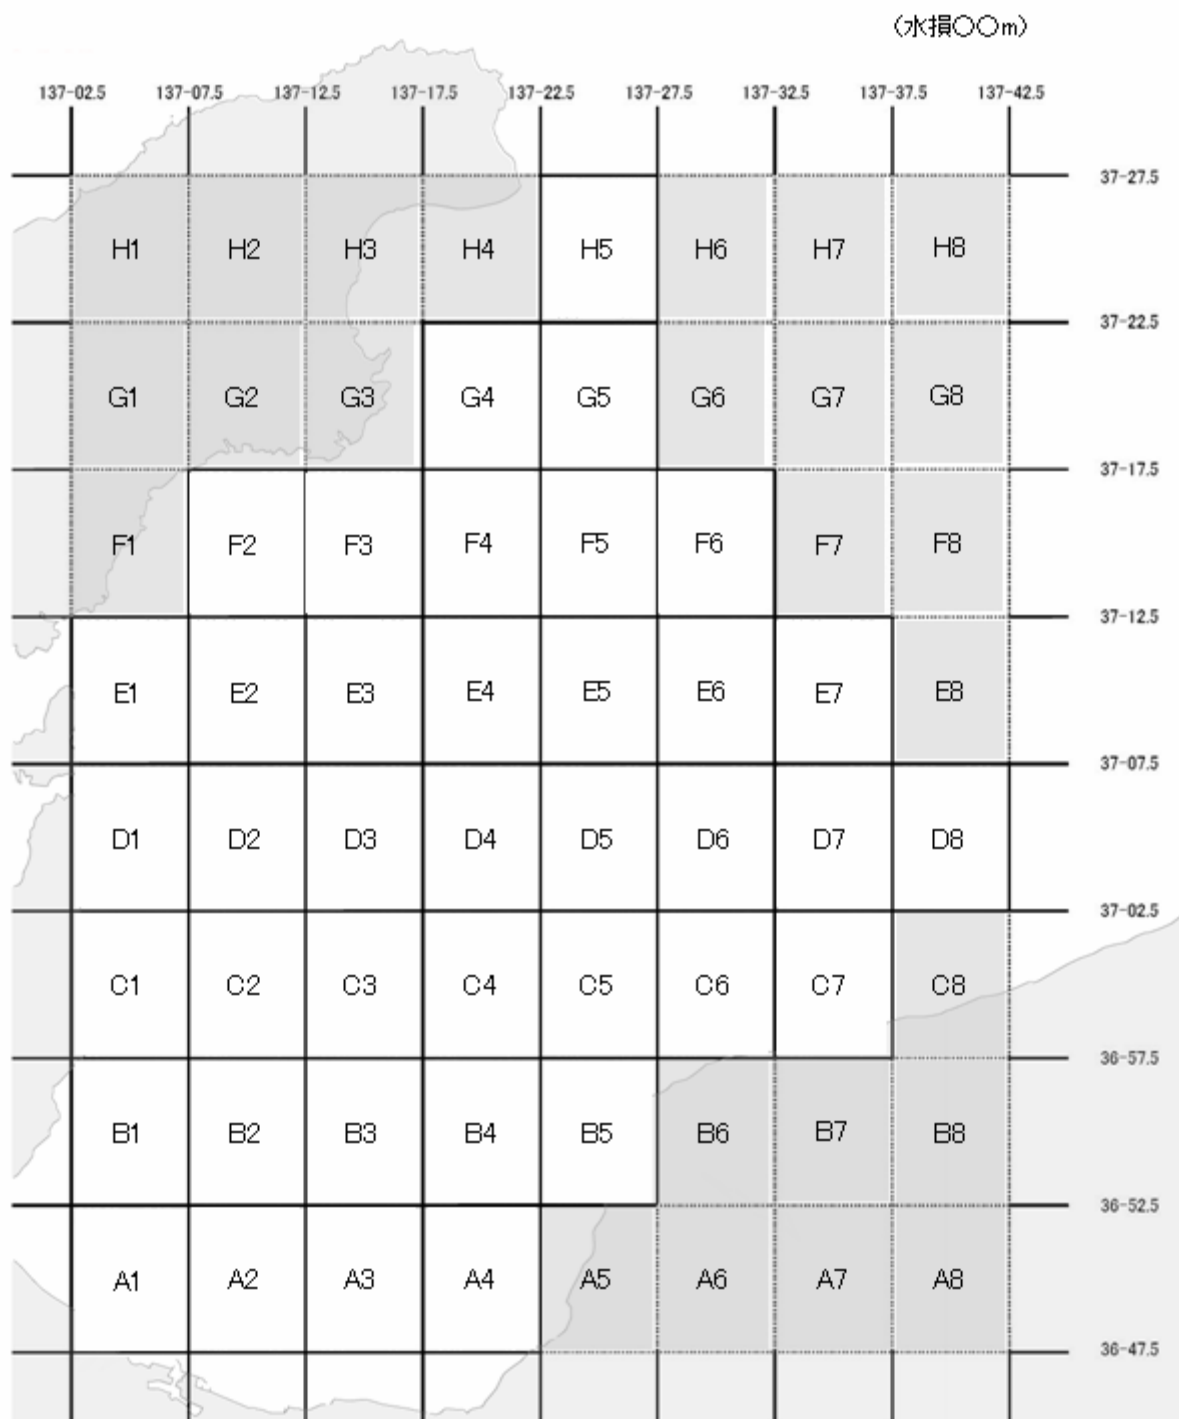 (水損〇〇m)
137-02.5 137-07.5 137-12.5 137-17.5 137-22.5 137-27.5 137-32.5 137-37.5 137-42.5
37-27.5
H1 H2 H3 H4 H5 H6 H7 H8
37-22.5
G1 G2 G3 G4 G5 G6 G7 G8
37-17.5
F1 F2 F3 F4 F5 F6 F7 F8
37-12.5
E1 E2 E3 E4 E5 E6 E7 E8
37-07.5
D1 D2 D3 D4 D5 D6 D7 D8
37-02.5
C1 C2 C3 C4 C5 C6 C7 C8
36-57.5
B1 B2 B3 B4 B5 B6 B7 B8
36-52.5
A1 A2 A3 A4 A5 A6 A7 A8
36-47.5